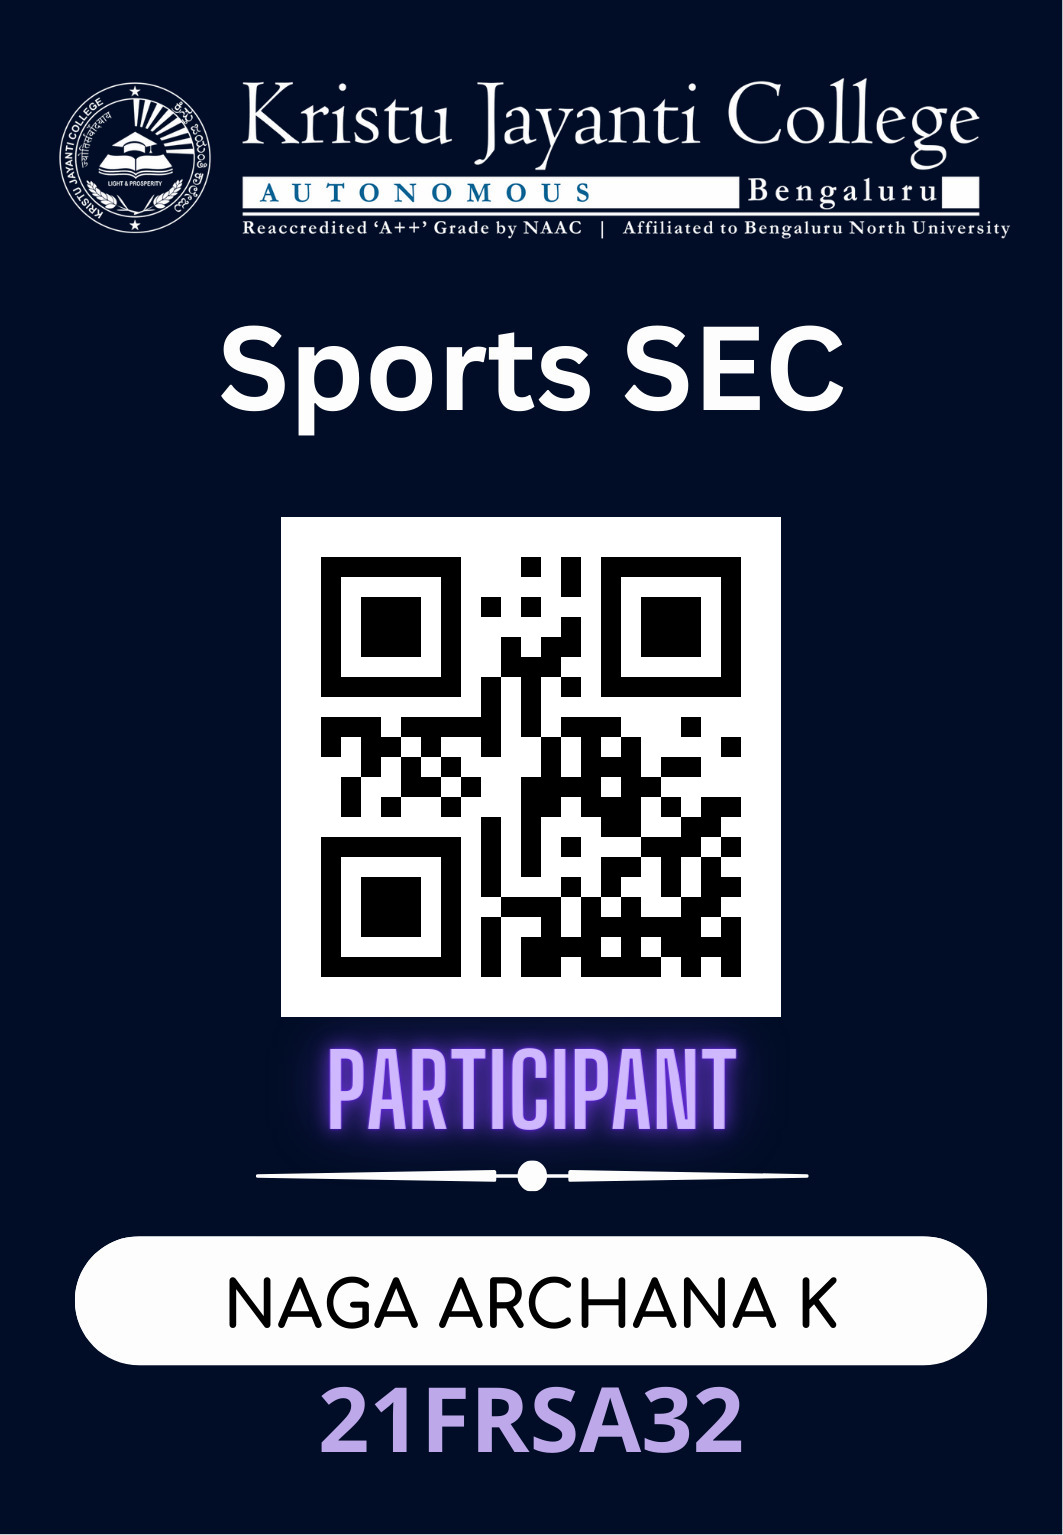 Kristu Jayanti College
AUTONOMOUS Bengaluru
Reaccredited ‘A++’ Grade by NAAC | Affiliated to Bengaluru North University
KRISTU JAYANTI COLLEGE
ಕ್ರಿಸ್ತು ಜಯಂತಿ ಕಾಲೇಜು
LIGHT & PROSPERITY
Sports SEC
PARTICIPANT
NAGA ARCHANA K
21FRSA32